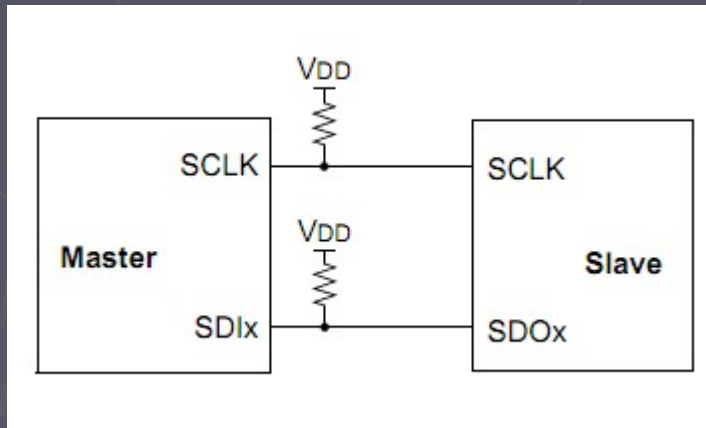 VDD
SCLK
SCLK
Master
VDD
Slave
SDIx
SDOx